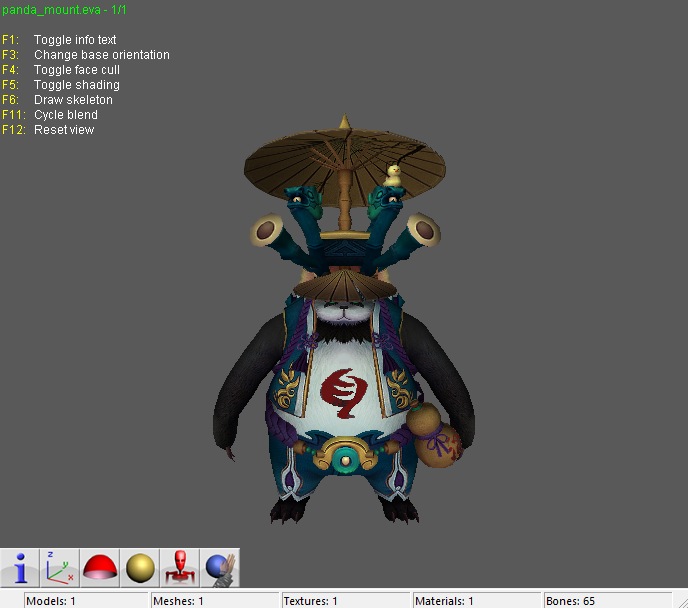 panda_mount.eva - 1/1
F1: Toggle info text
F3: Change base orientation
F4: Toggle face cull
F5: Toggle shading
F6: Draw skeleton
F11: Cycle blend
F12: Reset view
z
y
x
Models: 1 Meshes: 1 Textures: 1 Materials: 1 Bones: 65